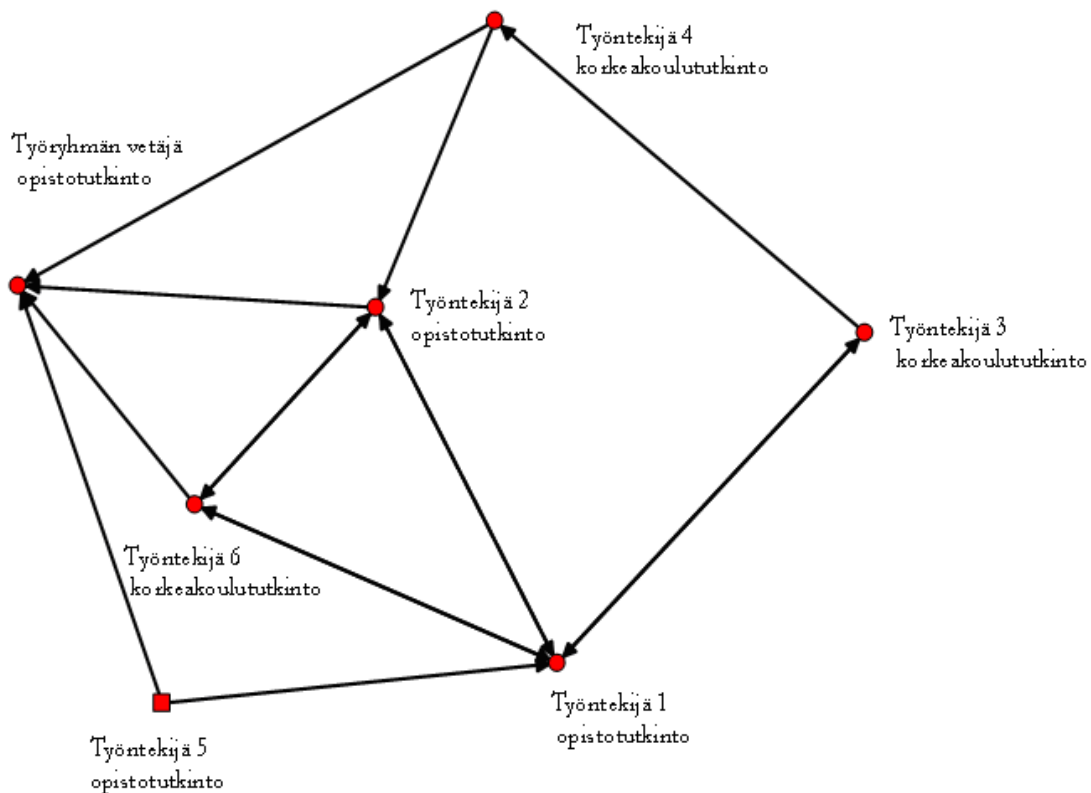 Työntekijä 4
korkeakoulututkinto
Työryhmän vetäjä
opistotutkinto
Työntekijä 2
opistotutkinto
Työntekijä 3
korkeakoulututkinto
Työntekijä 6
korkeakoulututkinto
Työntekijä 1
opistotutkinto
Työntekijä 5
opistotutkinto